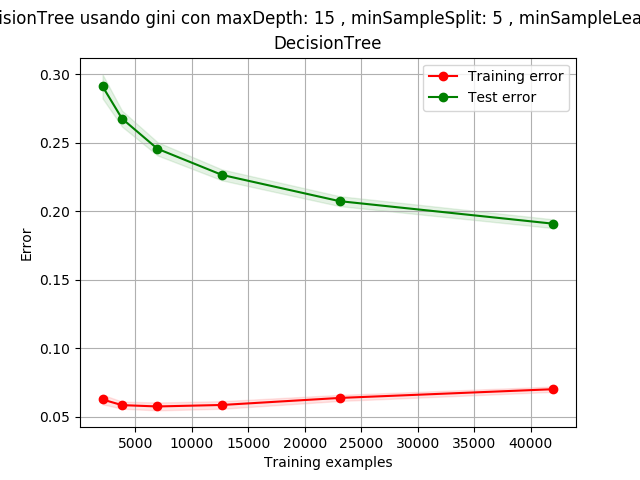 isionTree usando gini con maxDepth: 15 , minSampleSplit: 5 , minSampleLea
DecisionTree
0.30
0.25
0.20
0.15
0.10
0.05
Error
Training error
Test error
5000 10000 15000 20000 25000 30000 35000 40000
Training examples